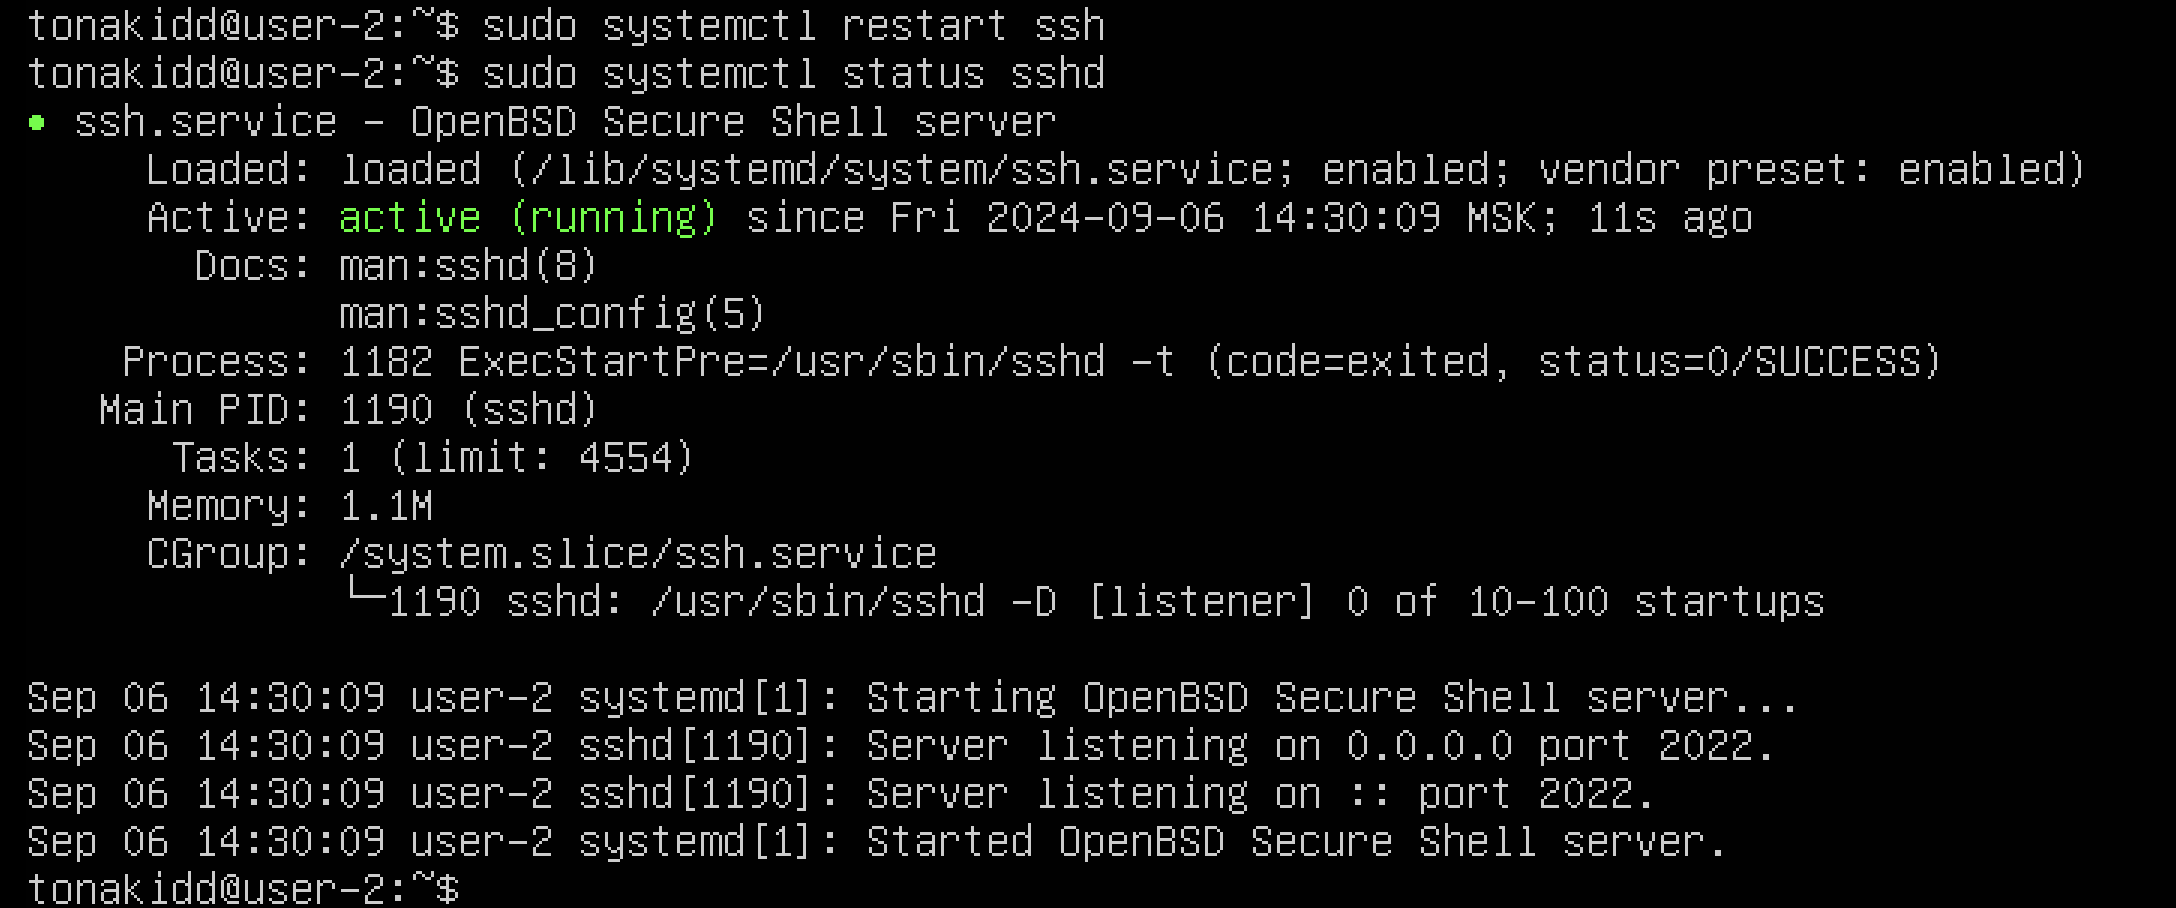 tonakidd@user-2:~$ sudo systemctl restart ssh
tonakidd@user-2:~$ sudo systemctl status sshd
● ssh.service - OpenBSD Secure Shell server
     Loaded: loaded (/lib/systemd/system/ssh.service; enabled; vendor preset: enabled)
     Active: active (running) since Fri 2024-09-06 14:30:09 MSK; 11s ago
       Docs: man:sshd(8)
             man:sshd_config(5)
    Process: 1182 ExecStartPre=/usr/sbin/sshd -t (code=exited, status=0/SUCCESS)
   Main PID: 1190 (sshd)
      Tasks: 1 (limit: 4554)
     Memory: 1.1M
     CGroup: /system.slice/ssh.service
             └─1190 sshd: /usr/sbin/sshd -D [listener] 0 of 10-100 startups

Sep 06 14:30:09 user-2 systemd[1]: Starting OpenBSD Secure Shell server...
Sep 06 14:30:09 user-2 sshd[1190]: Server listening on 0.0.0.0 port 2022.
Sep 06 14:30:09 user-2 sshd[1190]: Server listening on :: port 2022.
Sep 06 14:30:09 user-2 systemd[1]: Started OpenBSD Secure Shell server.
tonakidd@user-2:~$